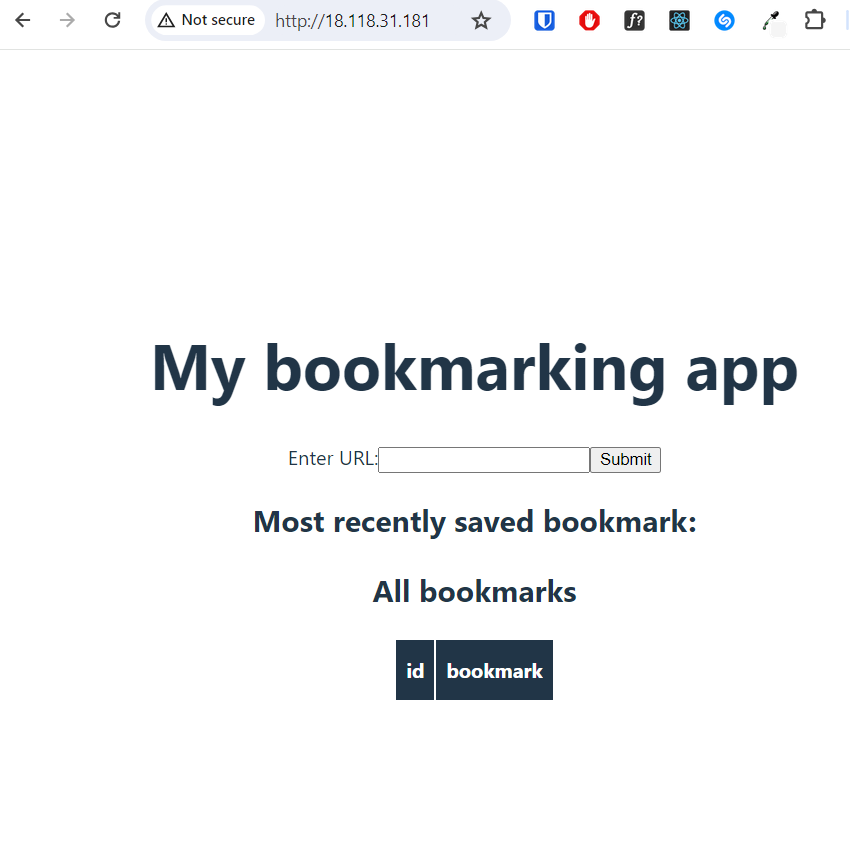 Not secure http://18.118.31.181 f?
My bookmarking app
Enter URL: Submit
Most recently saved bookmark:
All bookmarks
id bookmark